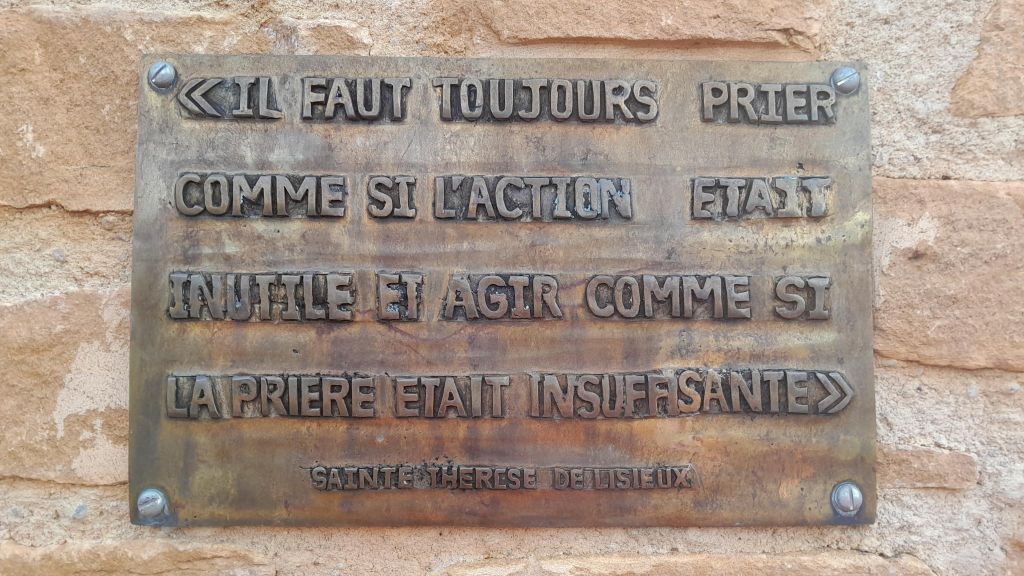 «IL FAUT TOUJOURS PRIER
COMME SI L'ACTION ETAIT
INUTILE ET AGIR COMME SI
LA PRIERE ETAIT INSUFFISANTE»
SAINTE THERESE DE LISIEUX